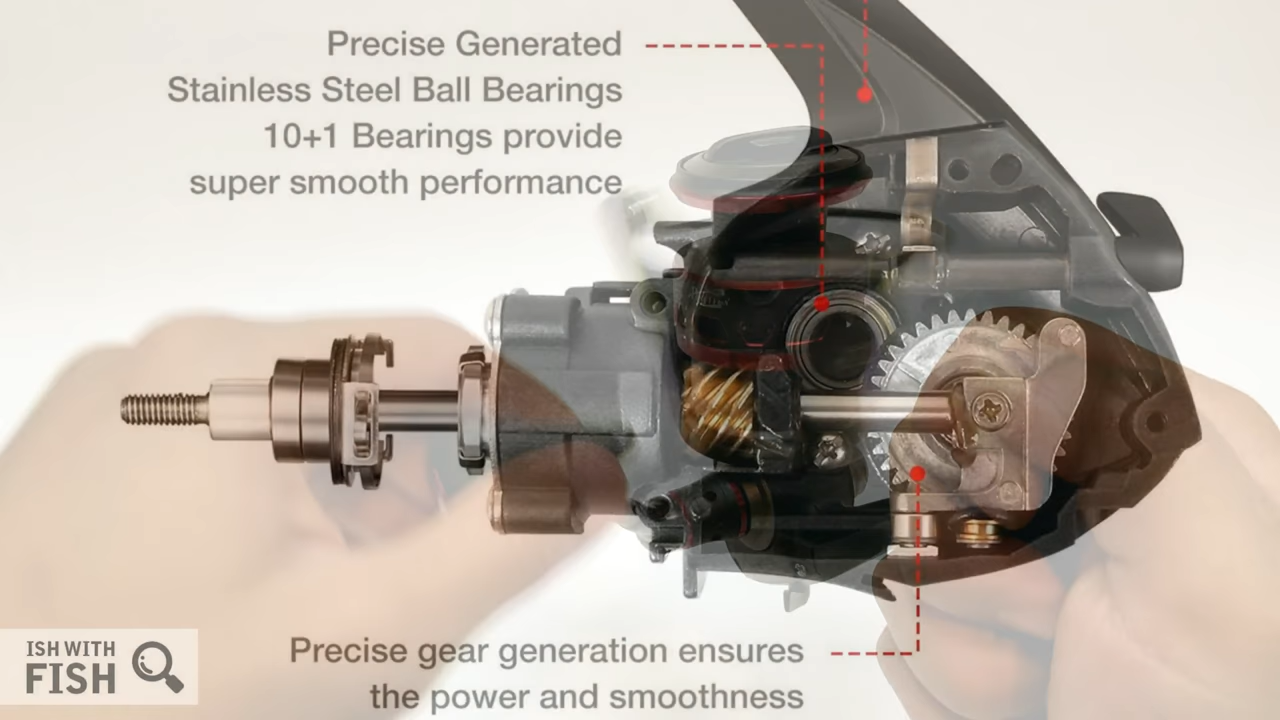 Precise Generated
Stainless Steel Ball Bearings
10+1 Bearings provide
super smooth performance
Precise gear generation ensures
the power and smoothness
ISH WITH
FISH